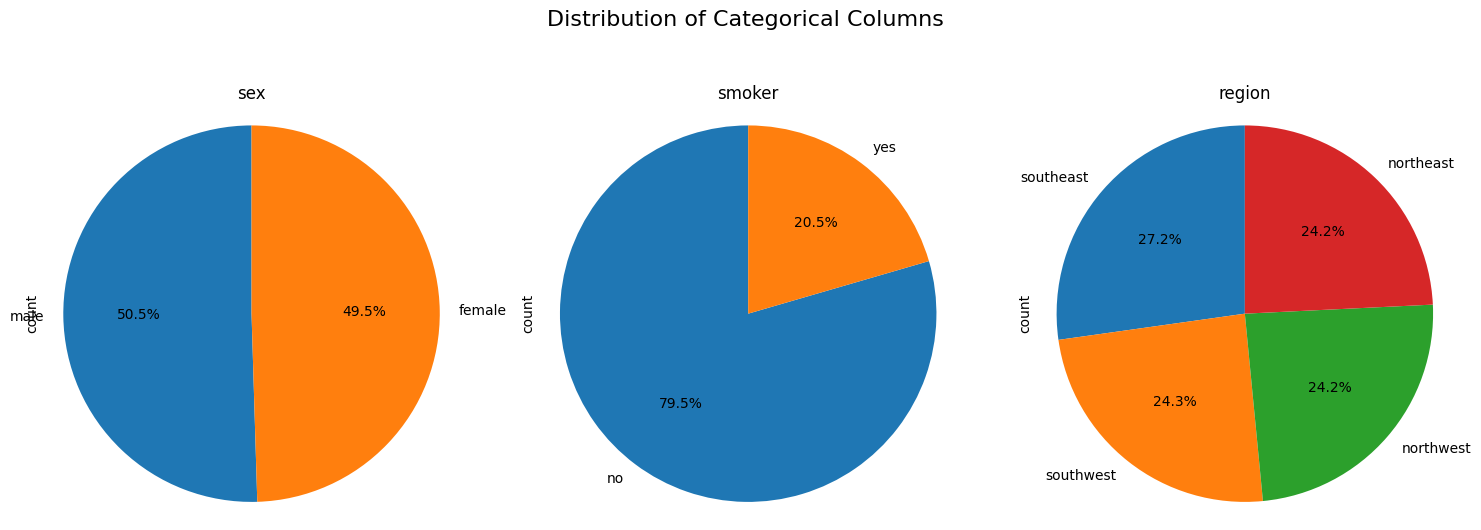 Distribution of Categorical Columns
sex
male
count
50.5%
49.5%
female
smoker
count
yes
20.5%
79.5%
no
region
count
southeast
northeast
27.2%
24.2%
24.3%
24.2%
southwest
northwest